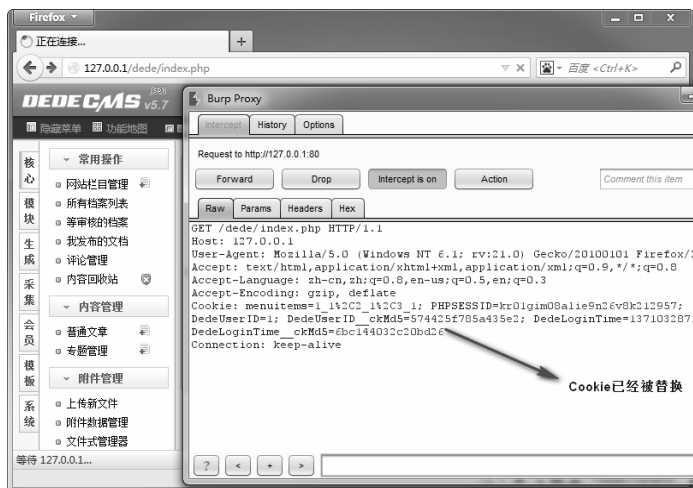 Firefox
正在连接...
+
127.0.0.1/dede/index.php
百度 <Ctrl+K>
DEDECMS v5.7
隐藏菜单 功能地图
核心
模块
生成
采集
会员
模板
系统
常用操作
网站栏目管理
所有档案列表
等审核的档案
我发布的文档
评论管理
内容回收站
内容管理
普通文章
专题管理
附件管理
上传新文件
附件数据管理
文件式管理器
等待 127.0.0.1...
Burp Proxy
Intercept History Options
Request to http://127.0.0.1:80
Forward Drop Intercept is on Action Comment this item
Raw Params Headers Hex
GET /dede/index.php HTTP/1.1
Host: 127.0.0.1
User-Agent: Mozilla/5.0 (Windows NT 6.1; rv:21.0) Gecko/20100101 Firefox/
Accept: text/html,application/xhtml+xml,application/xml;q=0.9,*/*;q=0.8
Accept-Language: zh-cn,zh;q=0.8,en-us;q=0.5,en;q=0.3
Accept-Encoding: gzip, deflate
Cookie: menuitems=1_1%2C2_1%2C3_1; PHPSESSID=kr01gim08alie9n26v8k212957;
DedeUserID=1; DedeUserID__ckMd5=574425f785a435e2; DedeLoginTime=137103287
DedeLoginTime__ckMd5=6bc144032c20bd26
Connection: keep-alive
Cookie已经被替换
? < + >